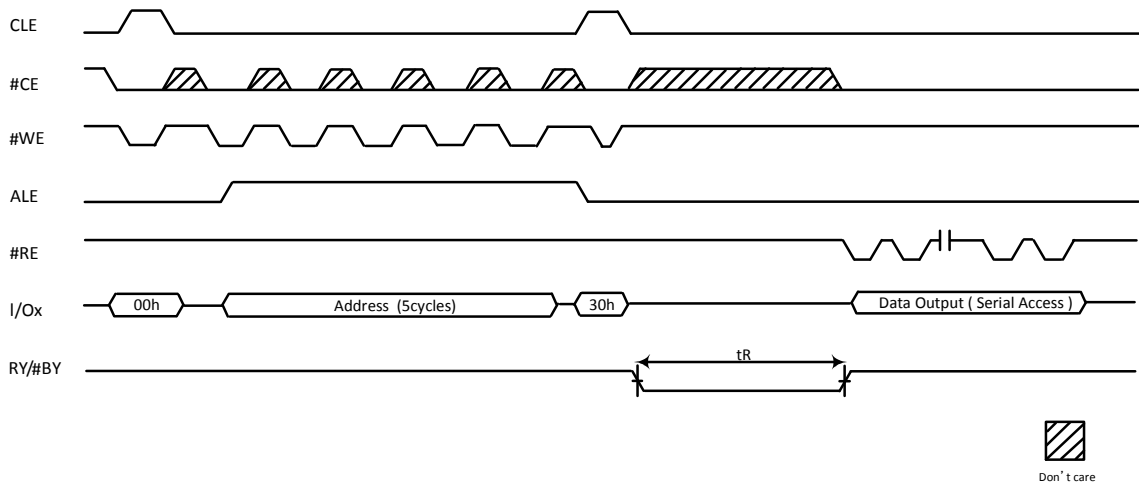 CLE
#CE
#WE
ALE
#RE
I/Ox
00h
Address (5cycles)
30h
Data Output ( Serial Access )
RY/#BY
tR
Don’t care